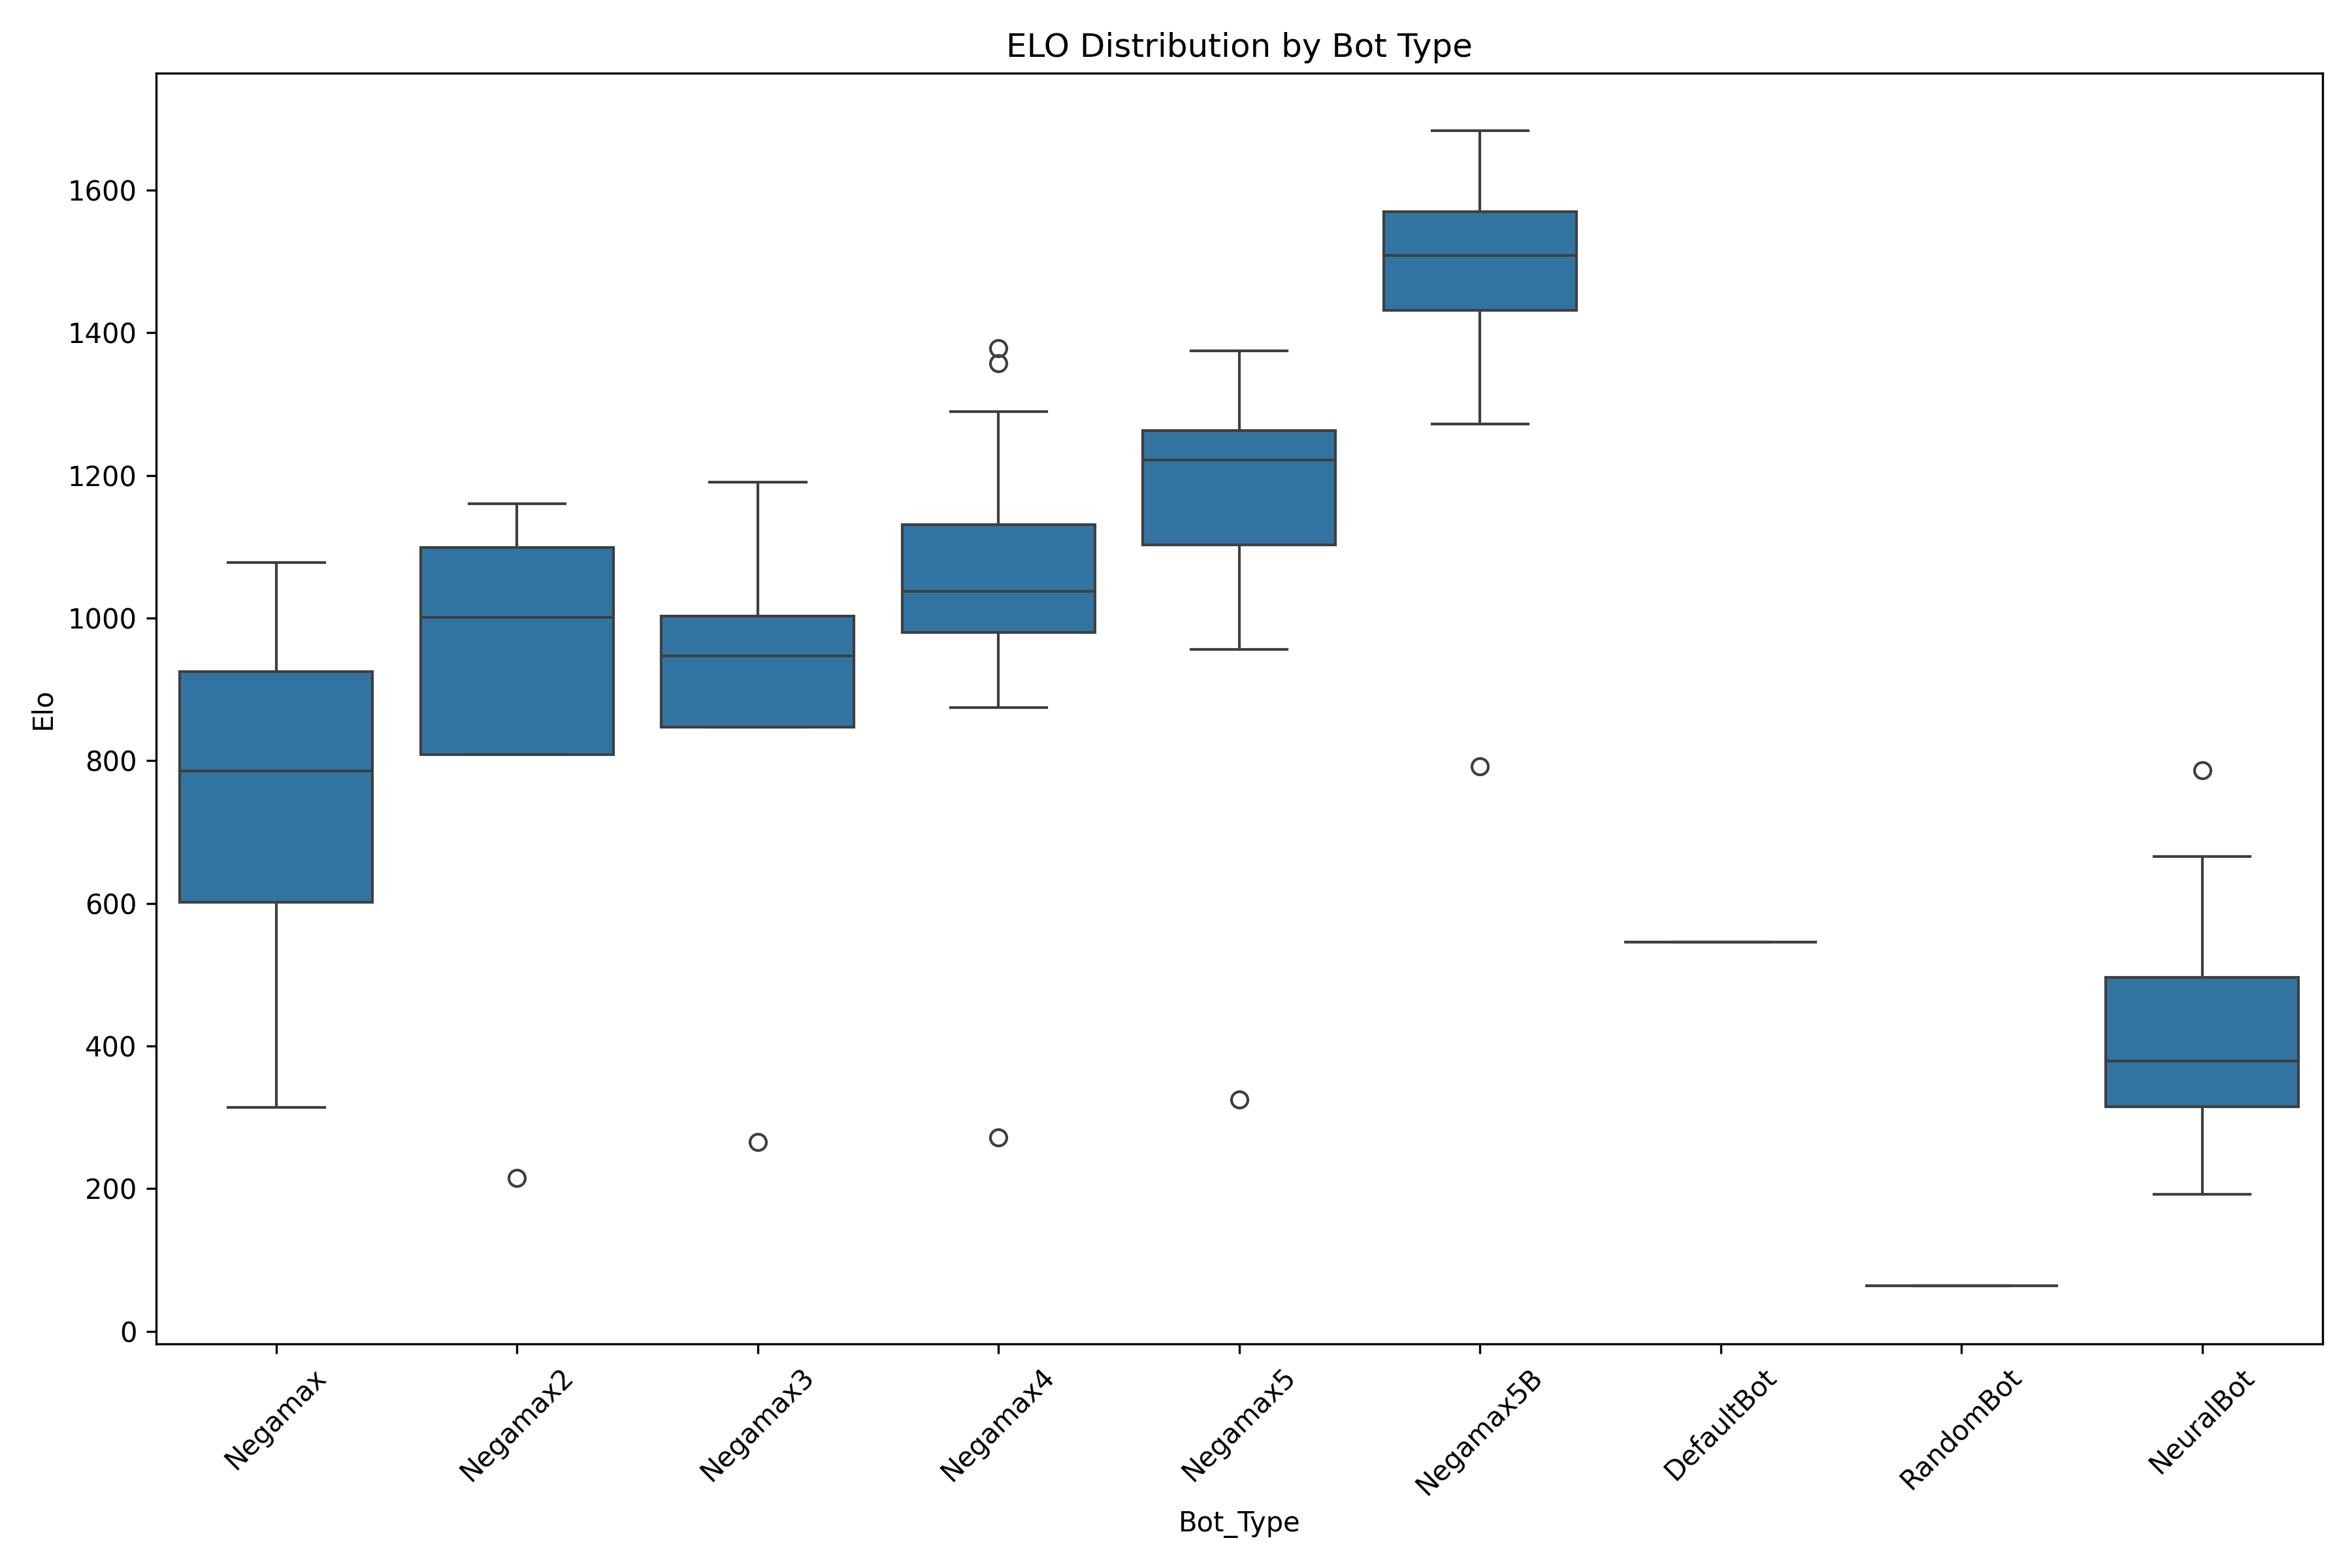 ELO Distribution by Bot Type
Elo
1600
1400
1200
1000
800
600
400
200
0
Negamax
Negamax2
Negamax3
Negamax4
Negamax5
Negamax5B
DefaultBot
RandomBot
NeuralBot
Bot_Type